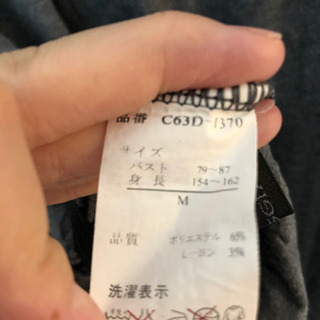 品番 C63D-1370
サイズ
バスト 79~87
身長 154~162
M
品質 ポリエステル 65%
レーヨン 35%
洗濯表示